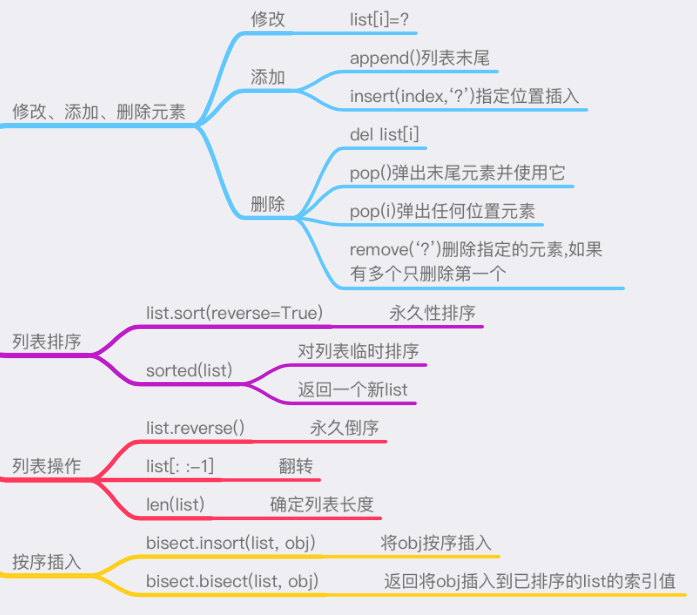 修改
list[i]=?
append()列表末尾
添加
insert(index,‘?’)指定位置插入
修改、添加、删除元素
del list[i]
pop()弹出末尾元素并使用它
删除
pop(i)弹出任何位置元素
remove(‘?’)删除指定的元素,如果
有多个只删除第一个
list.sort(reverse=True)
永久性排序
列表排序
对列表临时排序
sorted(list)
返回一个新list
list.reverse()
永久倒序
列表操作
list[: :-1]
翻转
len(list)
确定列表长度
bisect.insort(list, obj)
将obj按序插入
按序插入
bisect.bisect(list, obj)
返回将obj插入到已排序的list的索引值